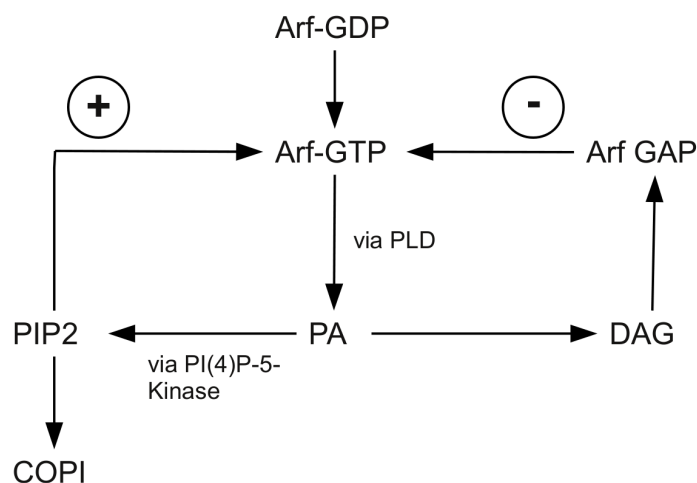 Arf-GDP
+
-
Arf-GTP
Arf GAP
via PLD
PIP2
PA
DAG
via PI(4)P-5-
Kinase
COPI